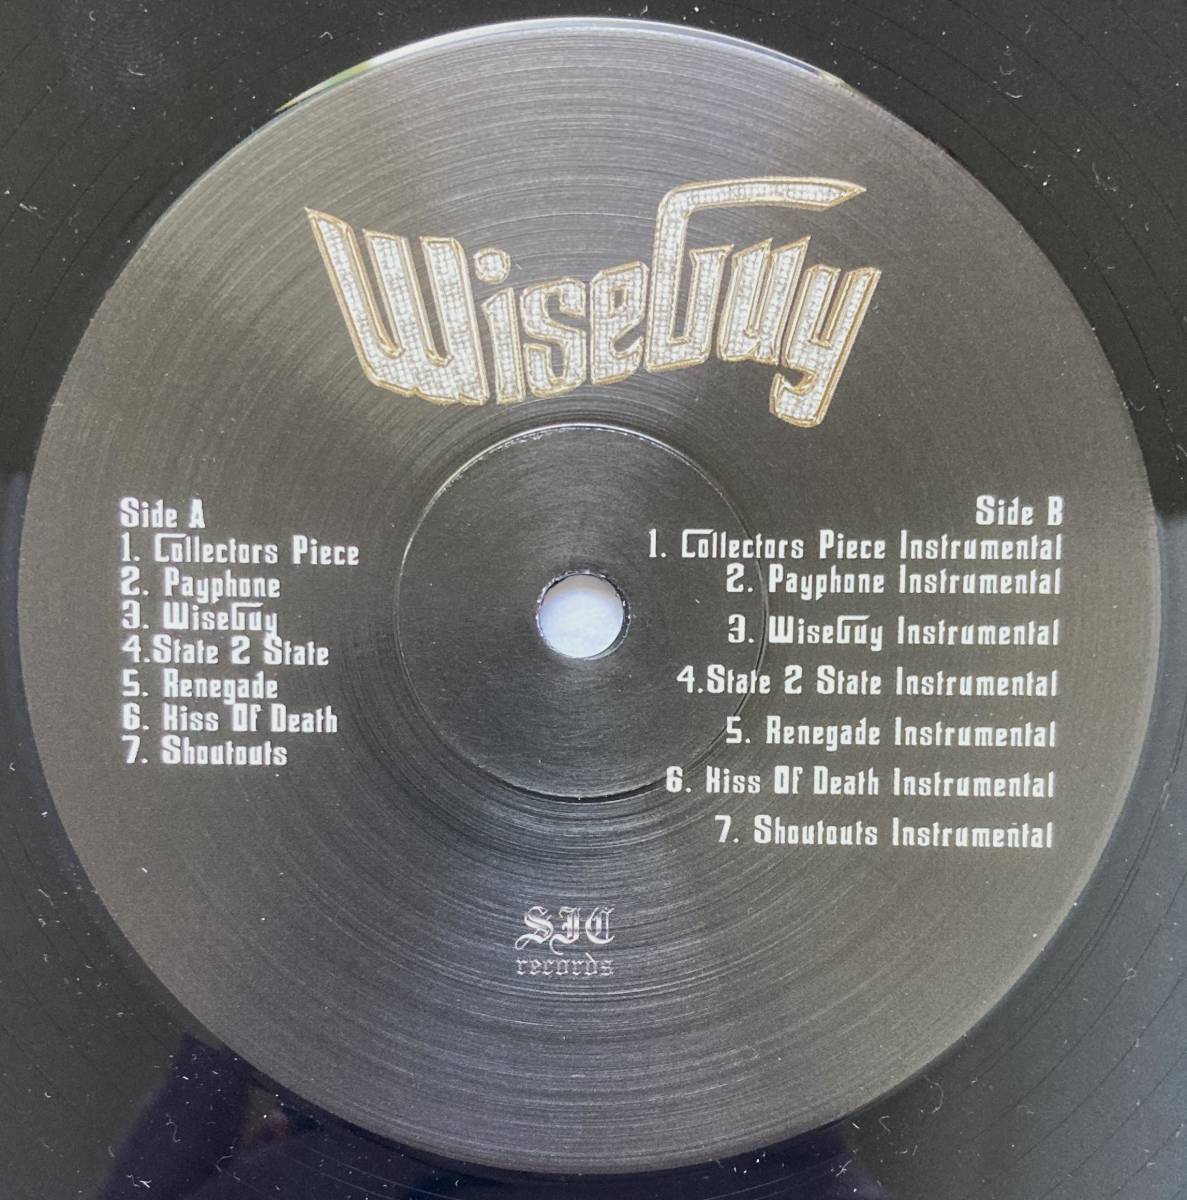 WiseGuy
Side A
1. Collectors Piece
2. Payphone
3. WiseGuy
4.State 2 State
5. Renegade
6. Kiss Of Death
7. Shoutouts
Side B
1. Collectors Piece Instrumental
2. Payphone Instrumental
3. WiseGuy Instrumental
4.State 2 State Instrumental
5. Renegade Instrumental
6. Kiss Of Death Instrumental
7. Shoutouts Instrumental
SJC
records